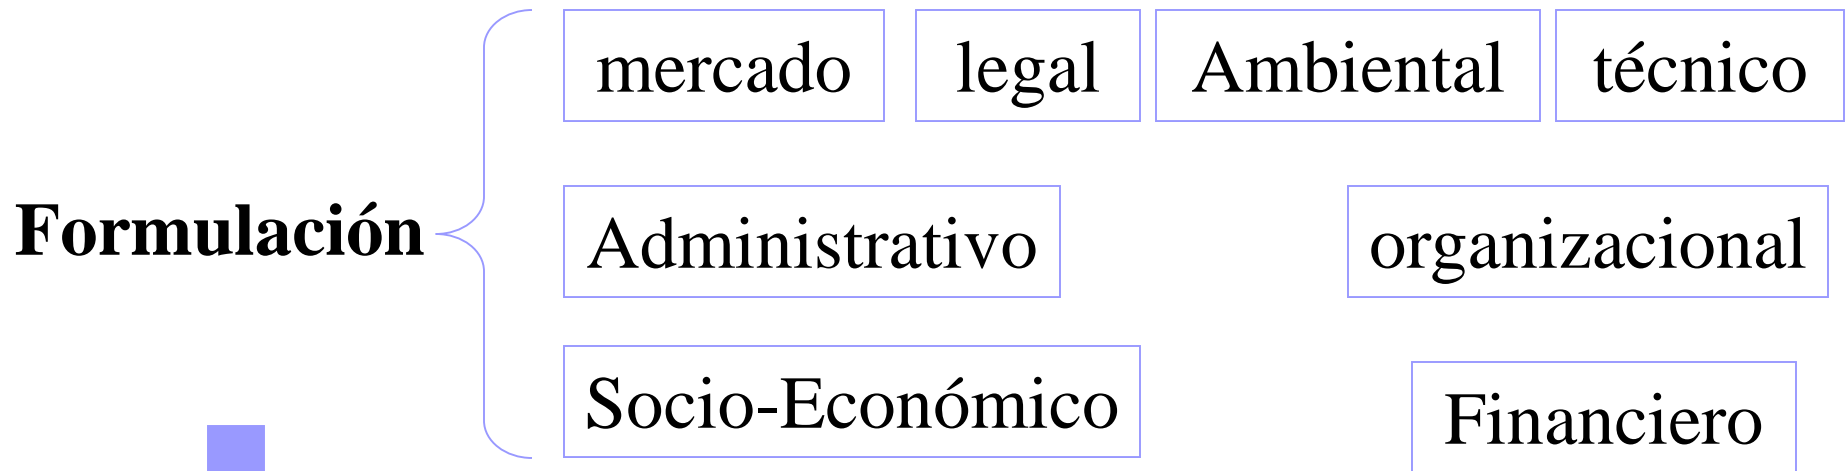 mercado legal Ambiental técnico
Formulación
Administrativo organizacional
Socio-Económico Financiero